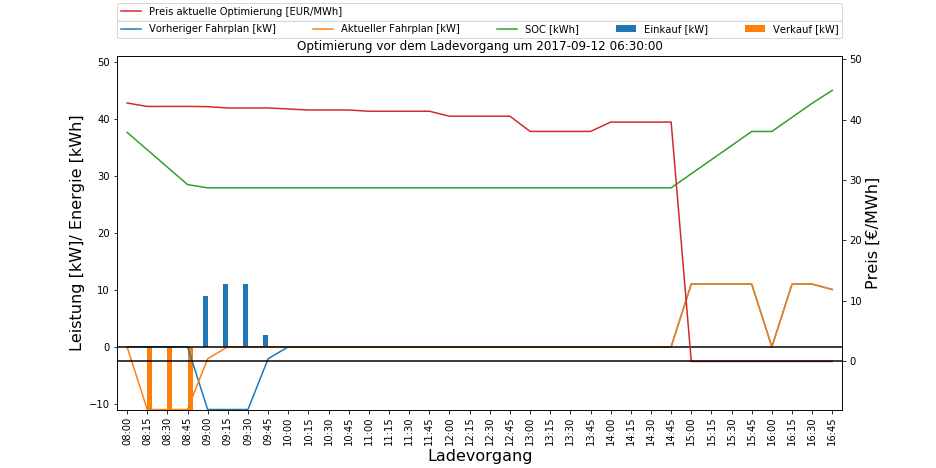 Preis aktuelle Optimierung [EUR/MWh]
Vorheriger Fahrplan [kW] Aktueller Fahrplan [kW] SOC [kWh] Einkauf [kW] Verkauf [kW]
Optimierung vor dem Ladevorgang um 2017-09-12 06:30:00
Leistung [kW]/ Energie [kWh]
50
40
30
20
10
0
−10
50
40
30
20
10
0
Preis [€/MWh]
08:00 08:15 08:30 08:45 09:00 09:15 09:30 09:45 10:00 10:15 10:30 10:45 11:00 11:15 11:30 11:45 12:00 12:15 12:30 12:45 13:00 13:15 13:30 13:45 14:00 14:15 14:30 14:45 15:00 15:15 15:30 15:45 16:00 16:15 16:30 16:45
Ladevorgang